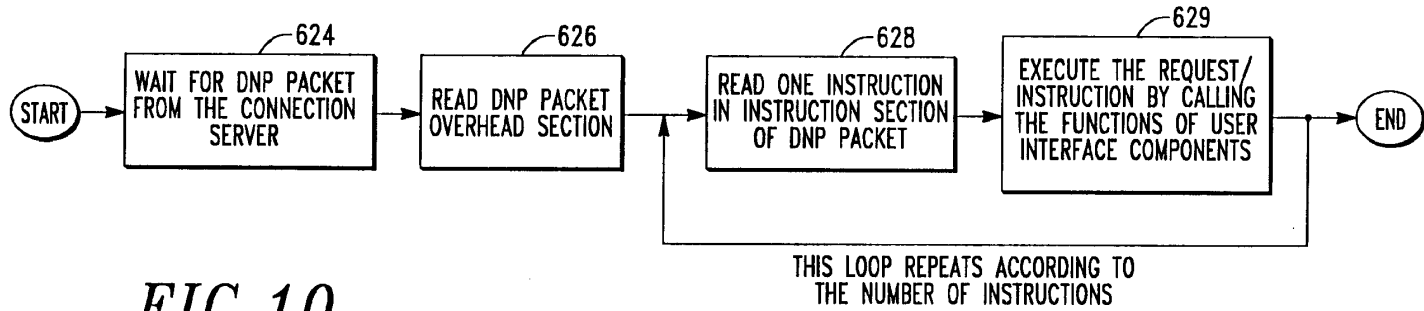 624
626
628
629
START
WAIT FOR DNP PACKET
FROM THE CONNECTION
SERVER
READ DNP PACKET
OVERHEAD SECTION
READ ONE INSTRUCTION
IN INSTRUCTION SECTION
OF DNP PACKET
EXECUTE THE REQUEST/
INSTRUCTION BY CALLING
THE FUNCTIONS OF USER
INTERFACE COMPONENTS
END
THIS LOOP REPEATS ACCORDING TO
THE NUMBER OF INSTRUCTIONS
FIG.10